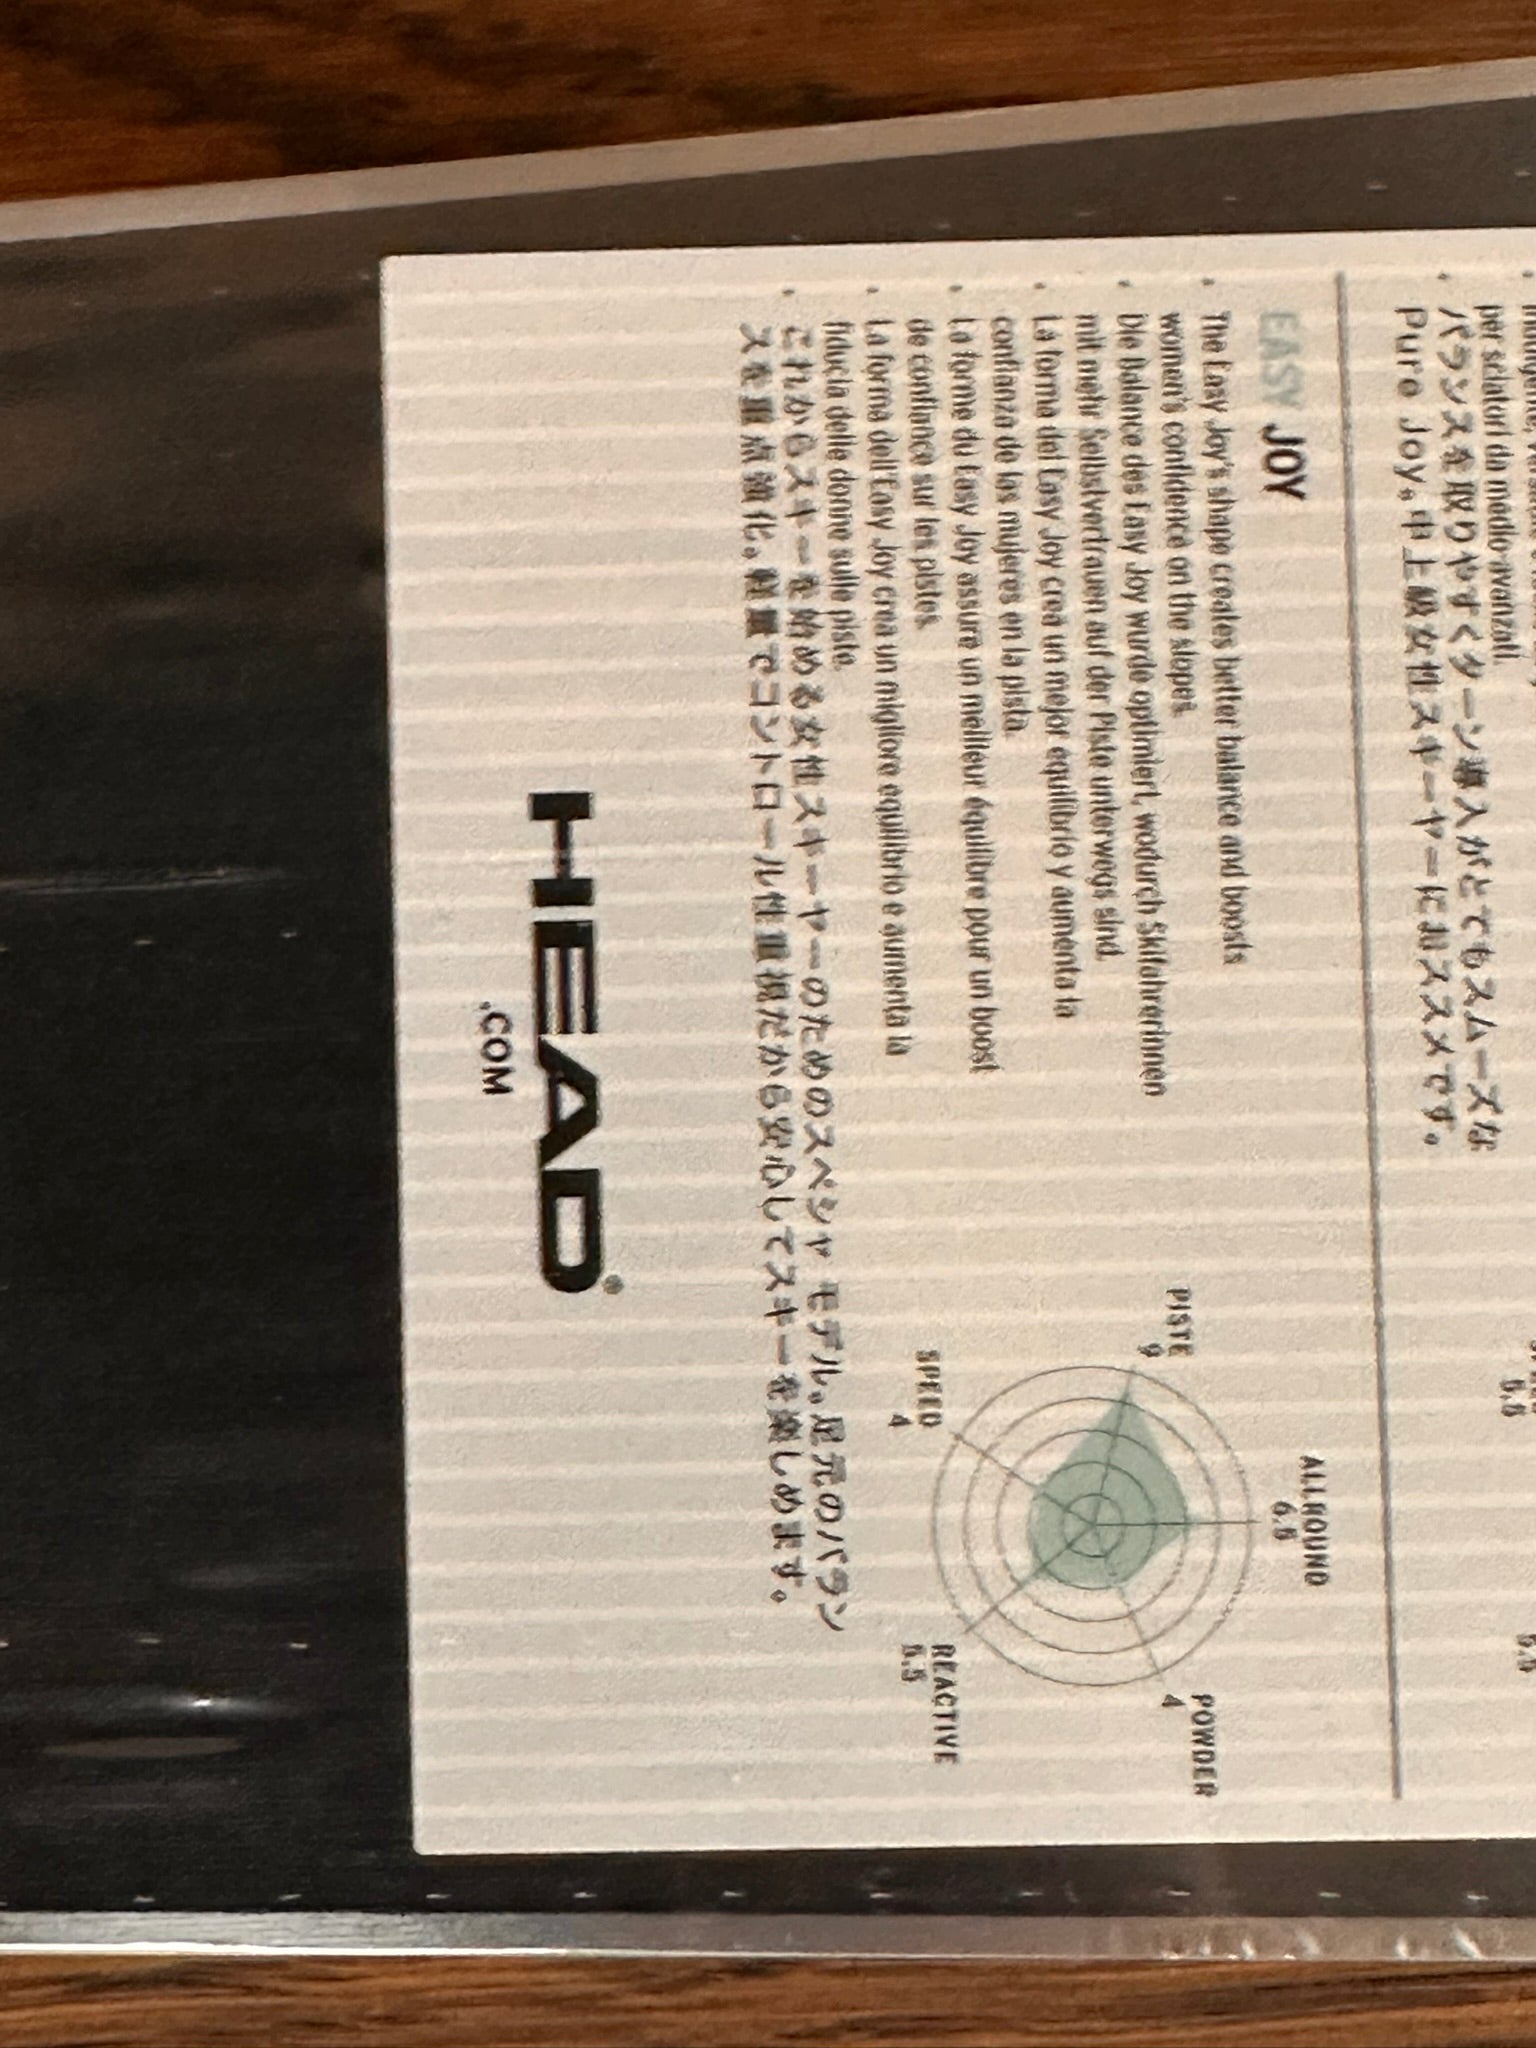 per sciatori da medio-avanzati.
バランスを取りやすくターン導入がとてもスムーズな
Pure Joy。中上級女性スキーヤーにおススメです。
5.5
EASY JOY
• The Easy Joy's shape creates better balance and boosts
women's confidence on the slopes.
• Die Balance des Easy Joy wurde optimiert, wodurch Skifahrerinnen
mit mehr Selbstvertrauen auf der Piste unterwegs sind.
• La forma del Easy Joy crea un mejor equilibrio y aumenta la
confianza de las mujeres en la pista.
• La forme du Easy Joy assure un meilleur équilibre pour un boost
de confiance sur les pistes.
• La forma dell'Easy Joy crea un migliore equilibrio e aumenta la
fiducia delle donne sulle piste.
• これからスキーを始める女性スキーヤーのためのスペシャ モデル。足元のバラン
スを重点強化。軽量でコントロール性重視だから安心してスキーを楽しめます。
ALLROUND
6.5
PISTE
9
POWDER
4
SPEED
4
REACTIVE
5.5
HEAD®
.COM